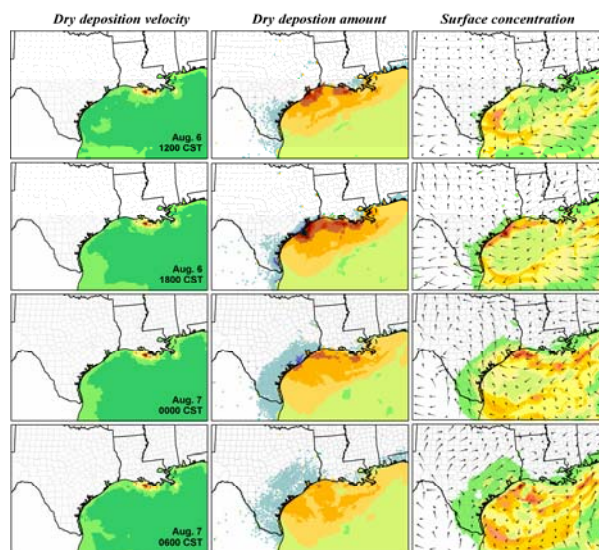 Dry deposition velocity
Dry depostion amount
Surface concentration
Aug. 6
1200 CST
Aug. 6
1800 CST
Aug. 7
0000 CST
Aug. 7
0600 CST